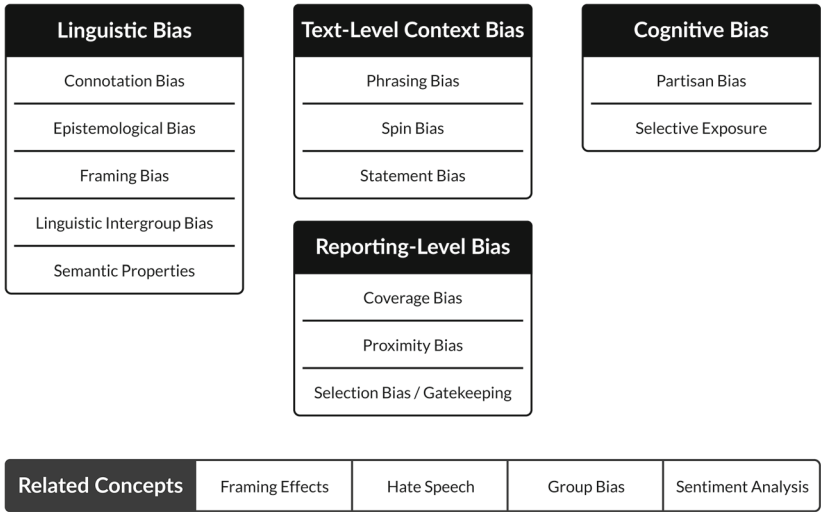 Linguistic Bias
Connotation Bias
Epistemological Bias
Framing Bias
Linguistic Intergroup Bias
Semantic Properties
Text-Level Context Bias
Phrasing Bias
Spin Bias
Statement Bias
Reporting-Level Bias
Coverage Bias
Proximity Bias
Selection Bias / Gatekeeping
Cognitive Bias
Partisan Bias
Selective Exposure
Related Concepts
Framing Effects
Hate Speech
Group Bias
Sentiment Analysis